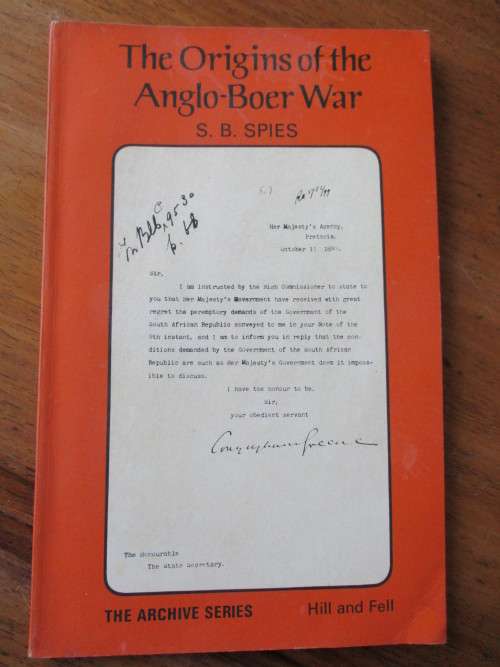 The Origins of the
Anglo-Boer War
S. B. SPIES
Her Majesty's Agency,
Pretoria.
October 11
Sir,
I am instructed by the High Commissioner to state to
you that Her Majesty's Government have received with great
regret the peremptory demands of the Government of the
South African Republic conveyed to me in your Note of the
9th instant, and I am to inform you in reply that the con-
ditions demanded by the Government of the South African
Republic are such as Her Majesty's Government deem it impos-
sible to discuss.
I have the honour to be,
Sir,
your obedient servant
Conyngham Greene
The Honourable
The State Secretary.
THE ARCHIVE SERIES
Hill and Fell